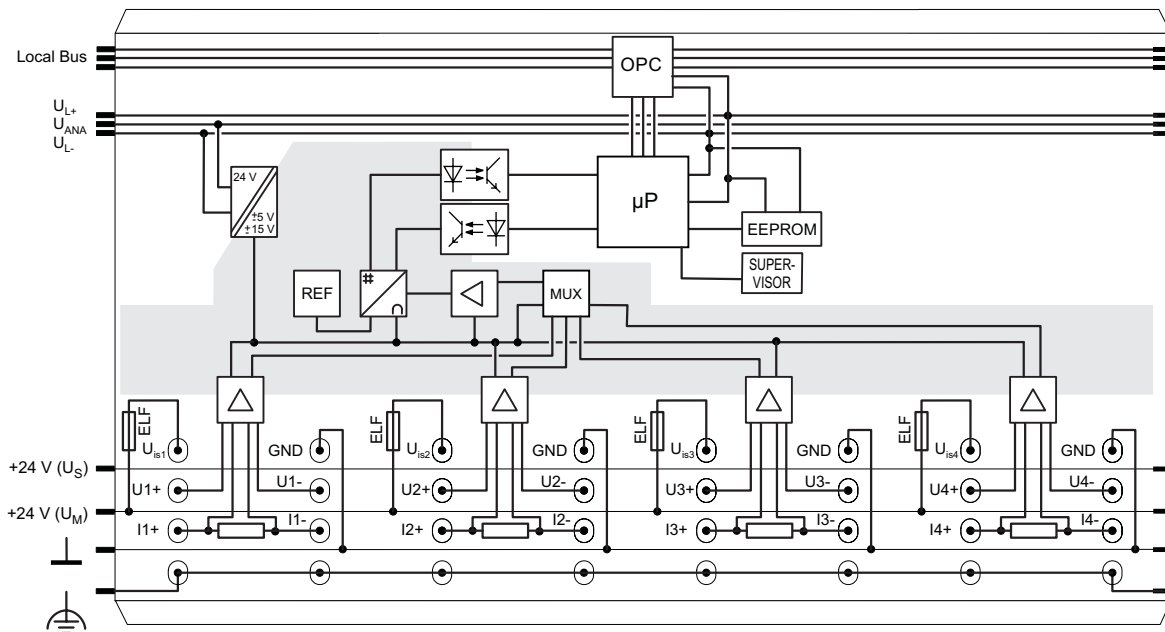 Local Bus
OPC
U_L+
U_ANA
U_L-
24 V
±5 V
±15 V
µP
EEPROM
SUPER-
VISOR
REF
#
∩
MUX
ELF
ELF
ELF
ELF
U_is1
GND
U_is2
GND
U_is3
GND
U_is4
GND
+24 V (U_S)
U1+
U1-
U2+
U2-
U3+
U3-
U4+
U4-
+24 V (U_M)
I1+
I1-
I2+
I2-
I3+
I3-
I4+
I4-